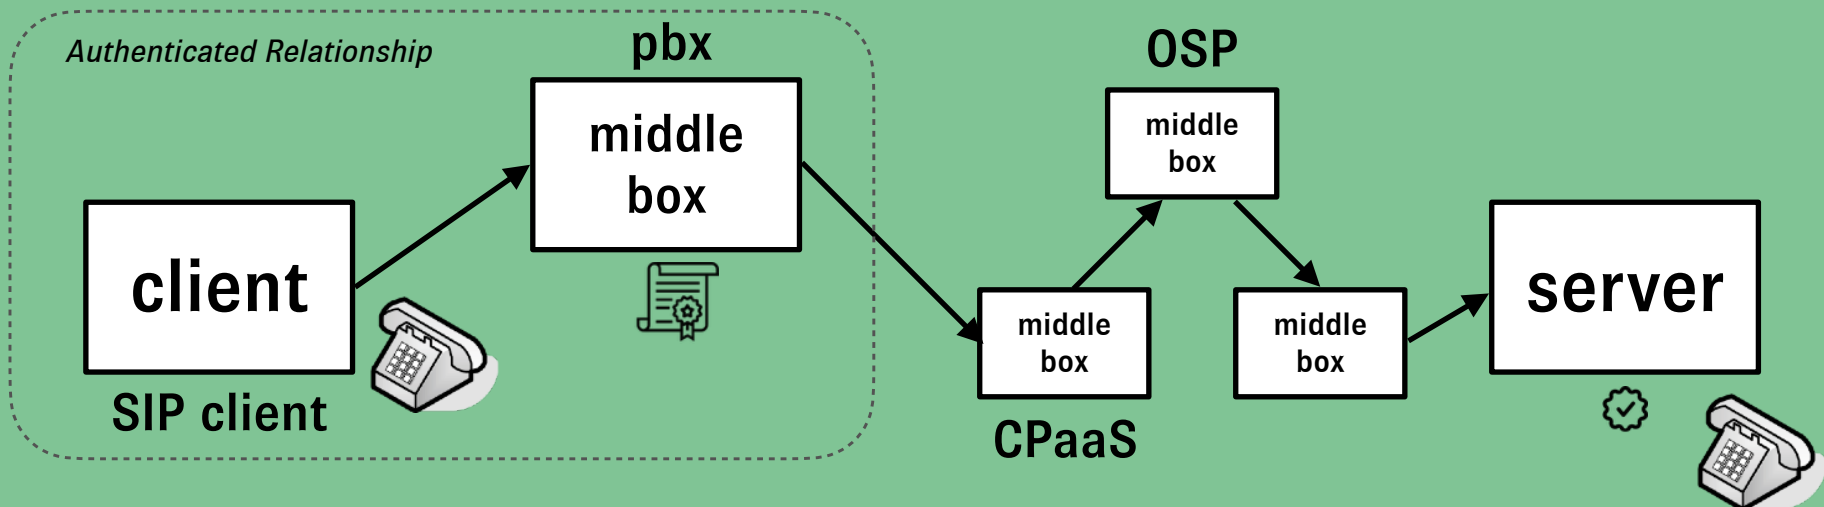 Authenticated Relationship
pbx
OSP
middle
box
middle
box
client
server
middle
box
middle
box
SIP client
CPaaS